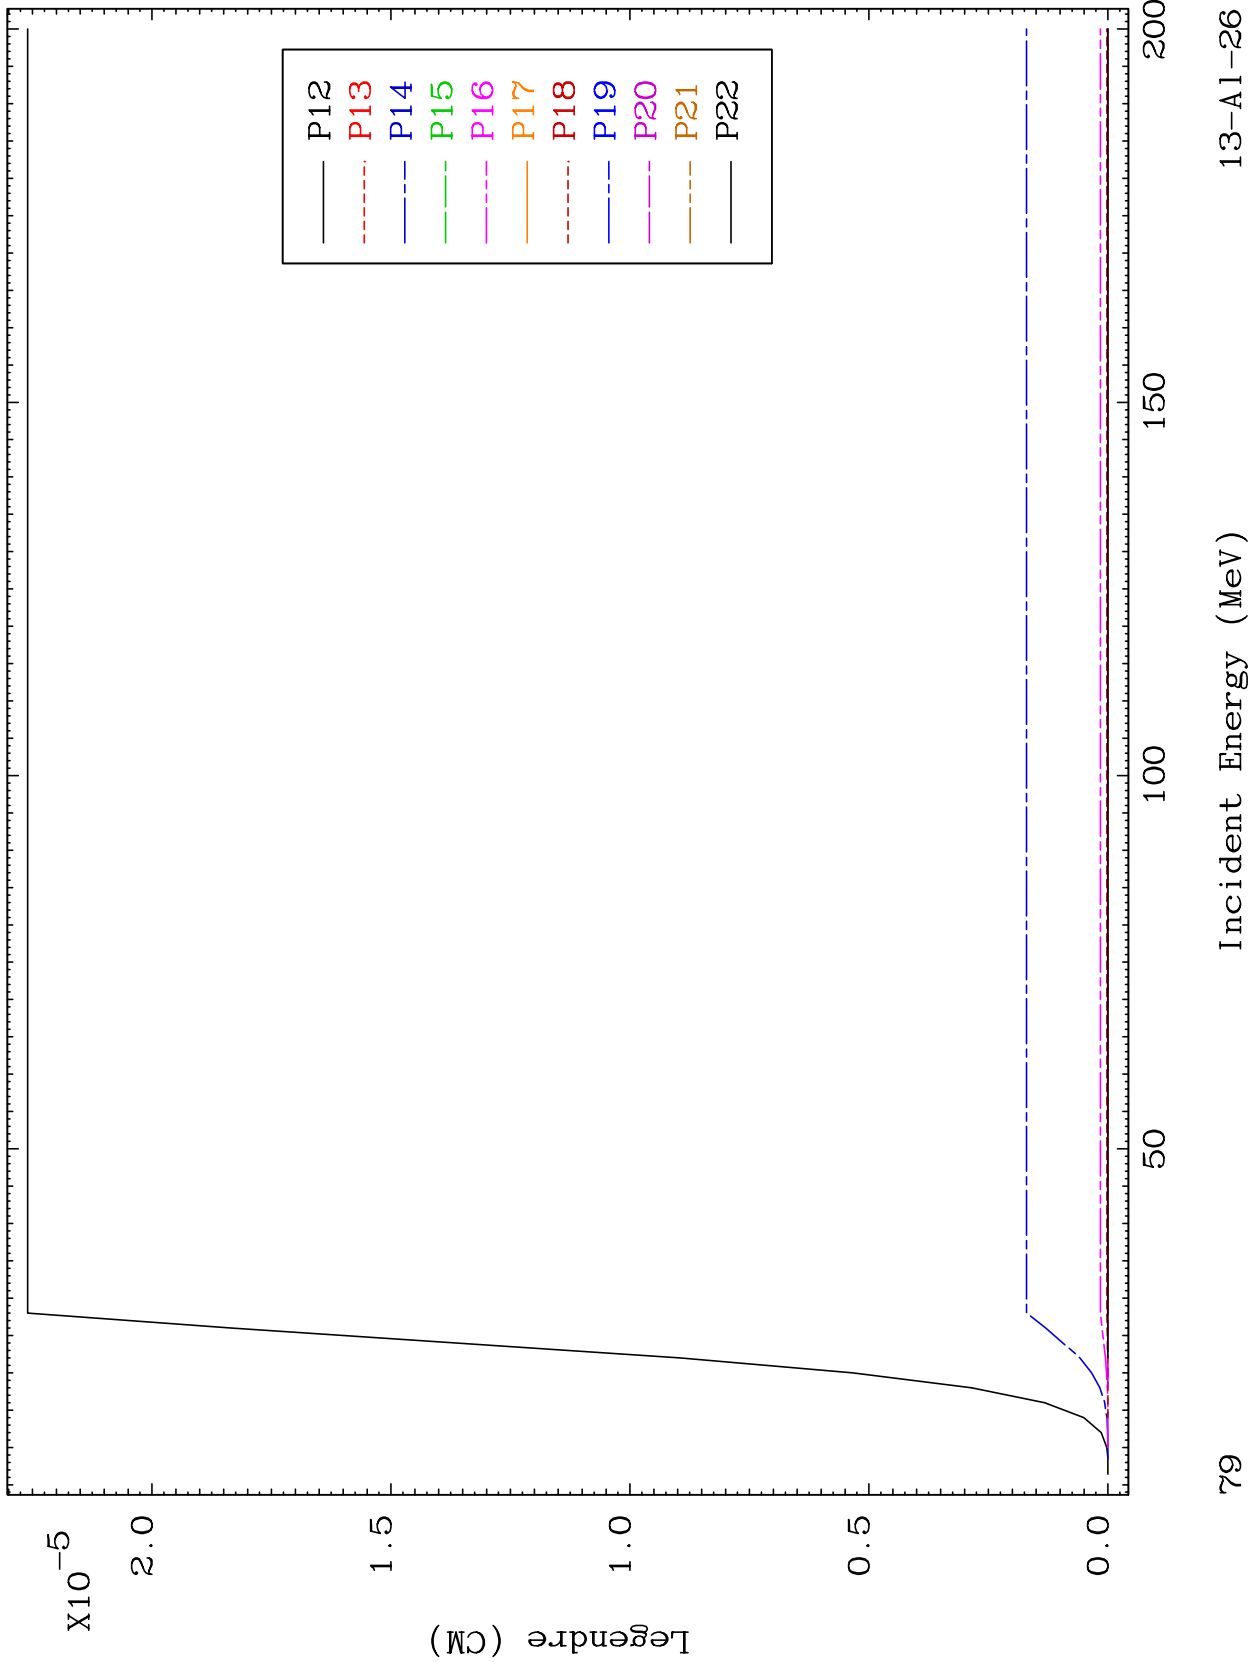 X10⁻⁵
2.0
1.5
1.0
0.5
0.0
Legendre (CM)
P12
P13
P14
P15
P16
P17
P18
P19
P20
P21
P22
50
100
150
200
Incident Energy (MeV)
79
13-Al-26